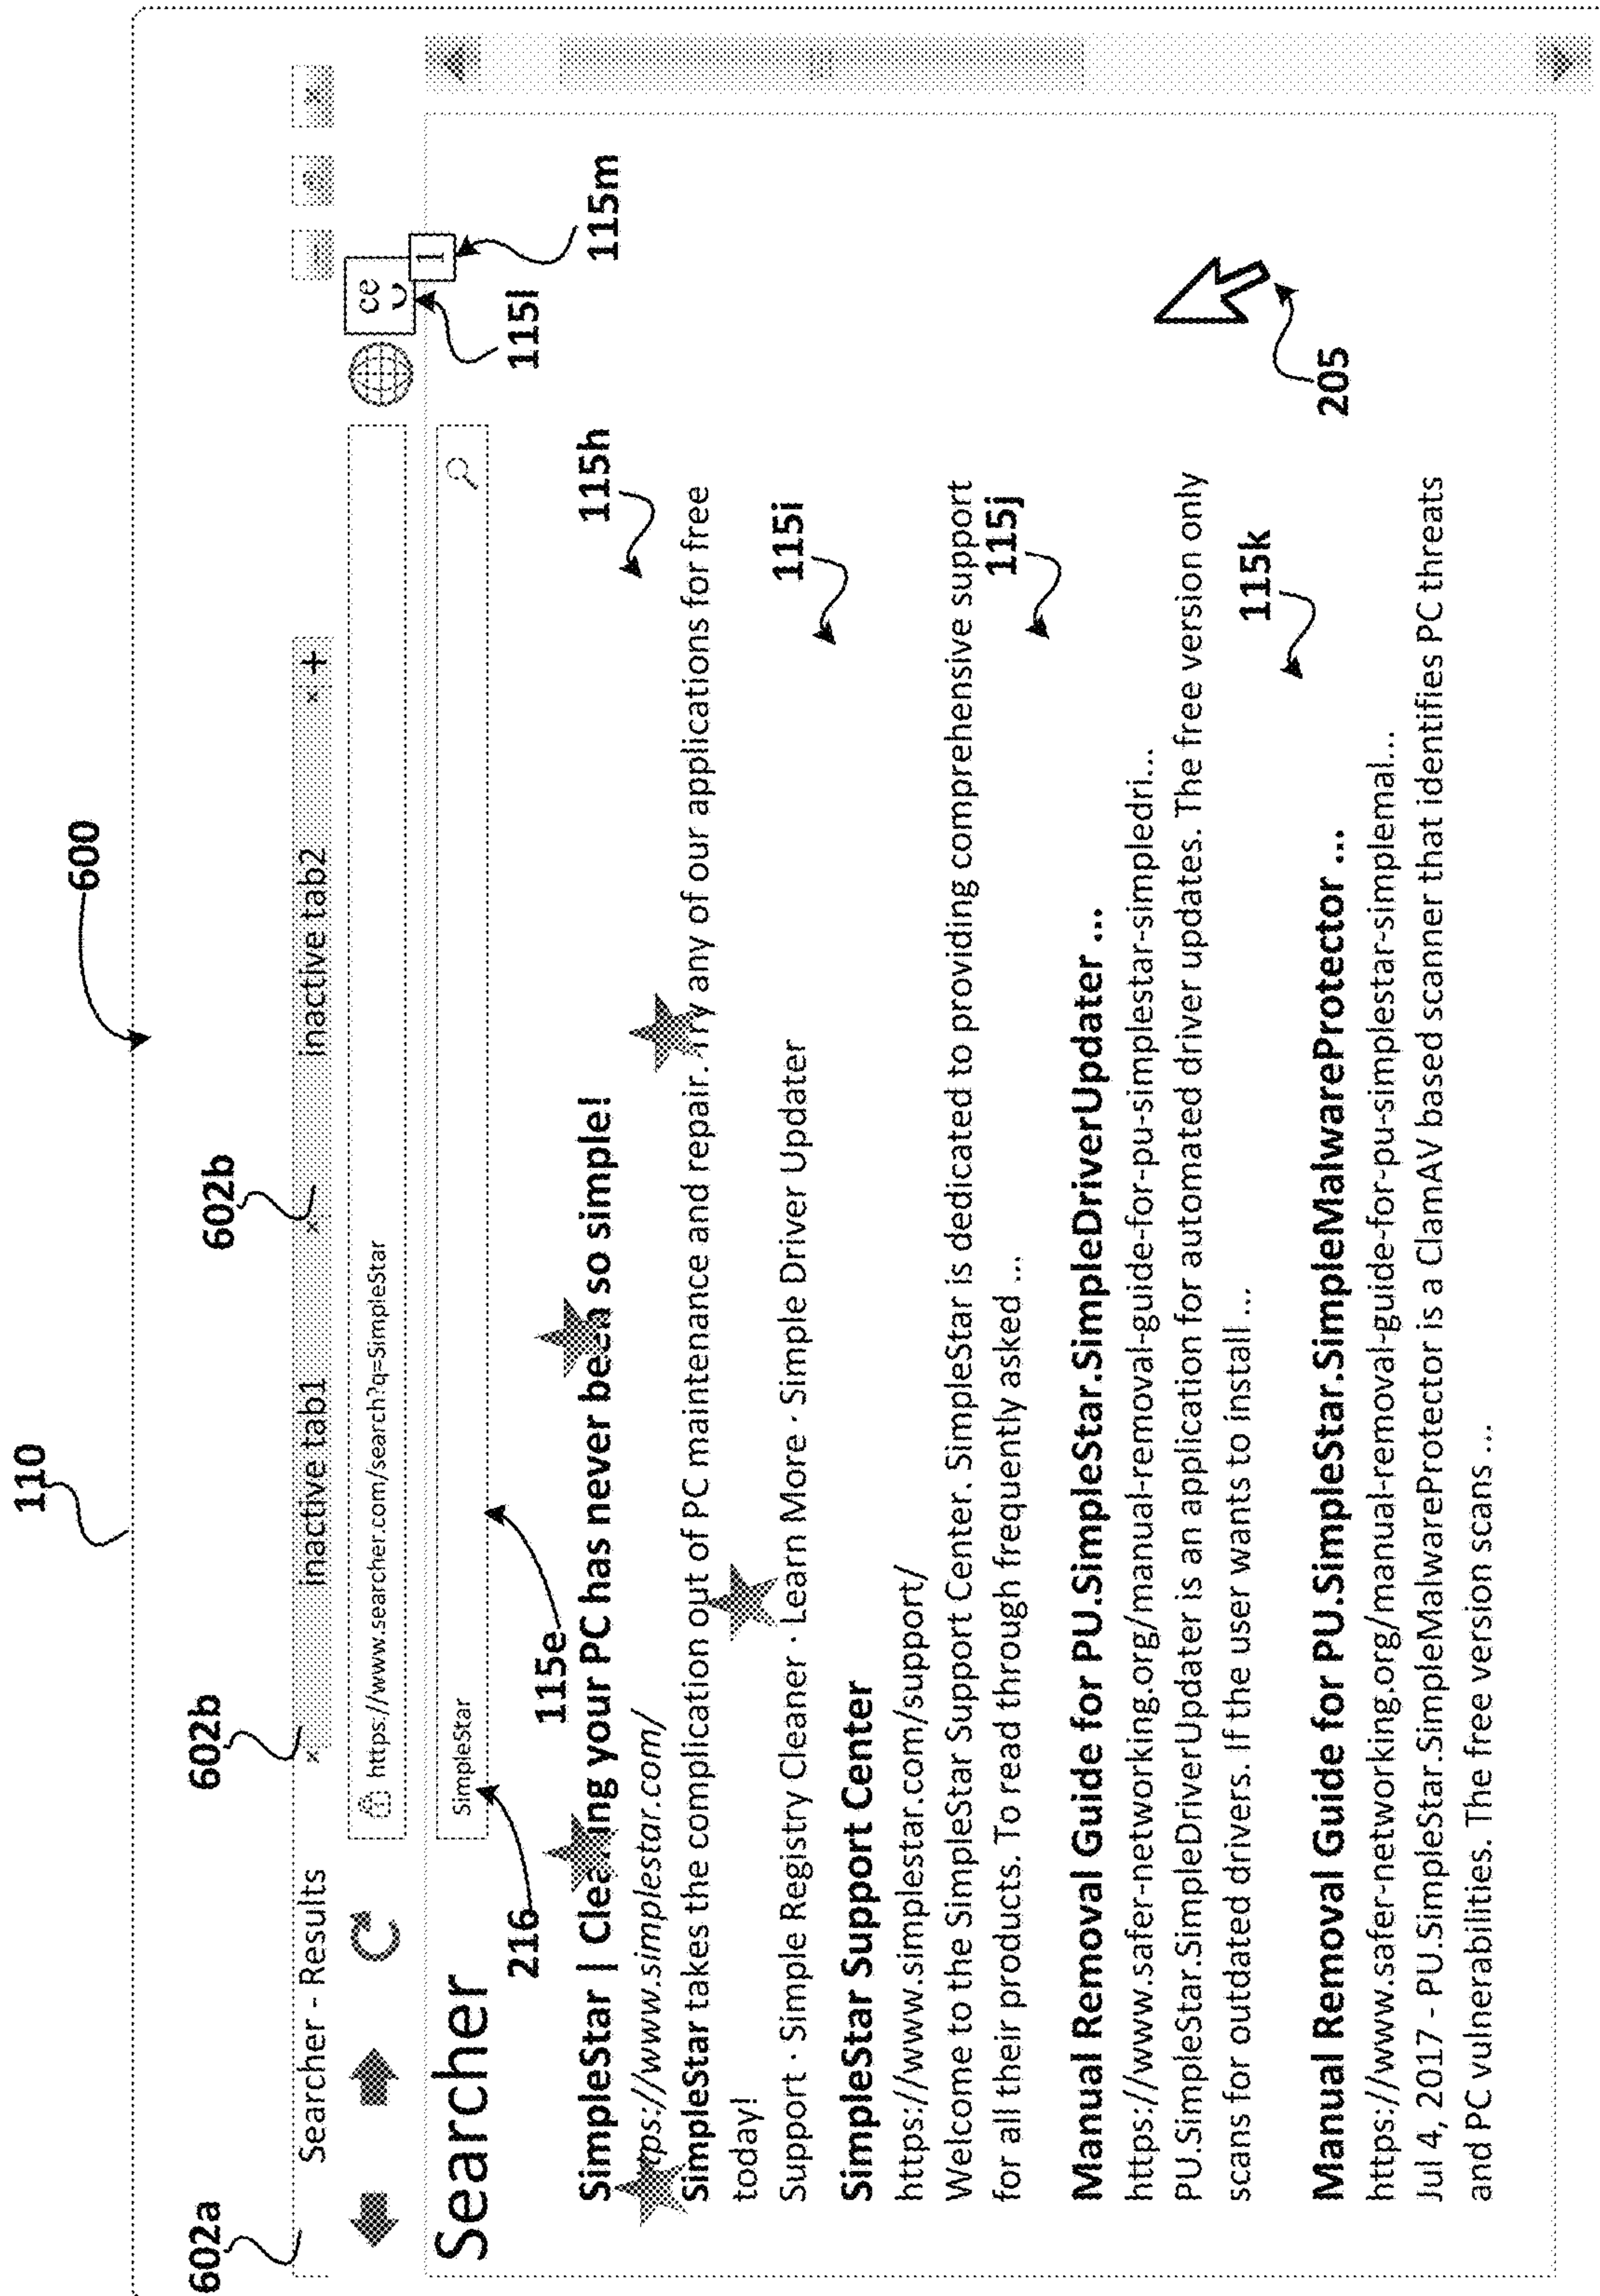 110
600
602a
602b
602b
Searcher - Results
×
inactive tab1
×
inactive tab2
× +
https://www.searcher.com/search?q=SimpleStar
ce
1
115l
115m
Searcher
SimpleStar
216
115e
SimpleStar | Cleaning your PC has never been so simple!
115h
https://www.simplestar.com/
SimpleStar takes the complication out of PC maintenance and repair. Try any of our applications for free
today!
Support · Simple Registry Cleaner · Learn More · Simple Driver Updater
115i
SimpleStar Support Center
https://www.simplestar.com/support/
Welcome to the SimpleStar Support Center. SimpleStar is dedicated to providing comprehensive support
for all their products. To read through frequently asked ...
115j
Manual Removal Guide for PU.SimpleStar.SimpleDriverUpdater ...
https://www.safer-networking.org/manual-removal-guide-for-pu-simplestar-simpledri...
PU.SimpleStar.SimpleDriverUpdater is an application for automated driver updates. The free version only
scans for outdated drivers. If the user wants to install ...
115k
Manual Removal Guide for PU.SimpleStar.SimpleMalwareProtector ...
https://www.safer-networking.org/manual-removal-guide-for-pu-simplestar-simplemal...
Jul 4, 2017 - PU.SimpleStar.SimpleMalwareProtector is a ClamAV based scanner that identifies PC threats
and PC vulnerabilities. The free version scans ...
205